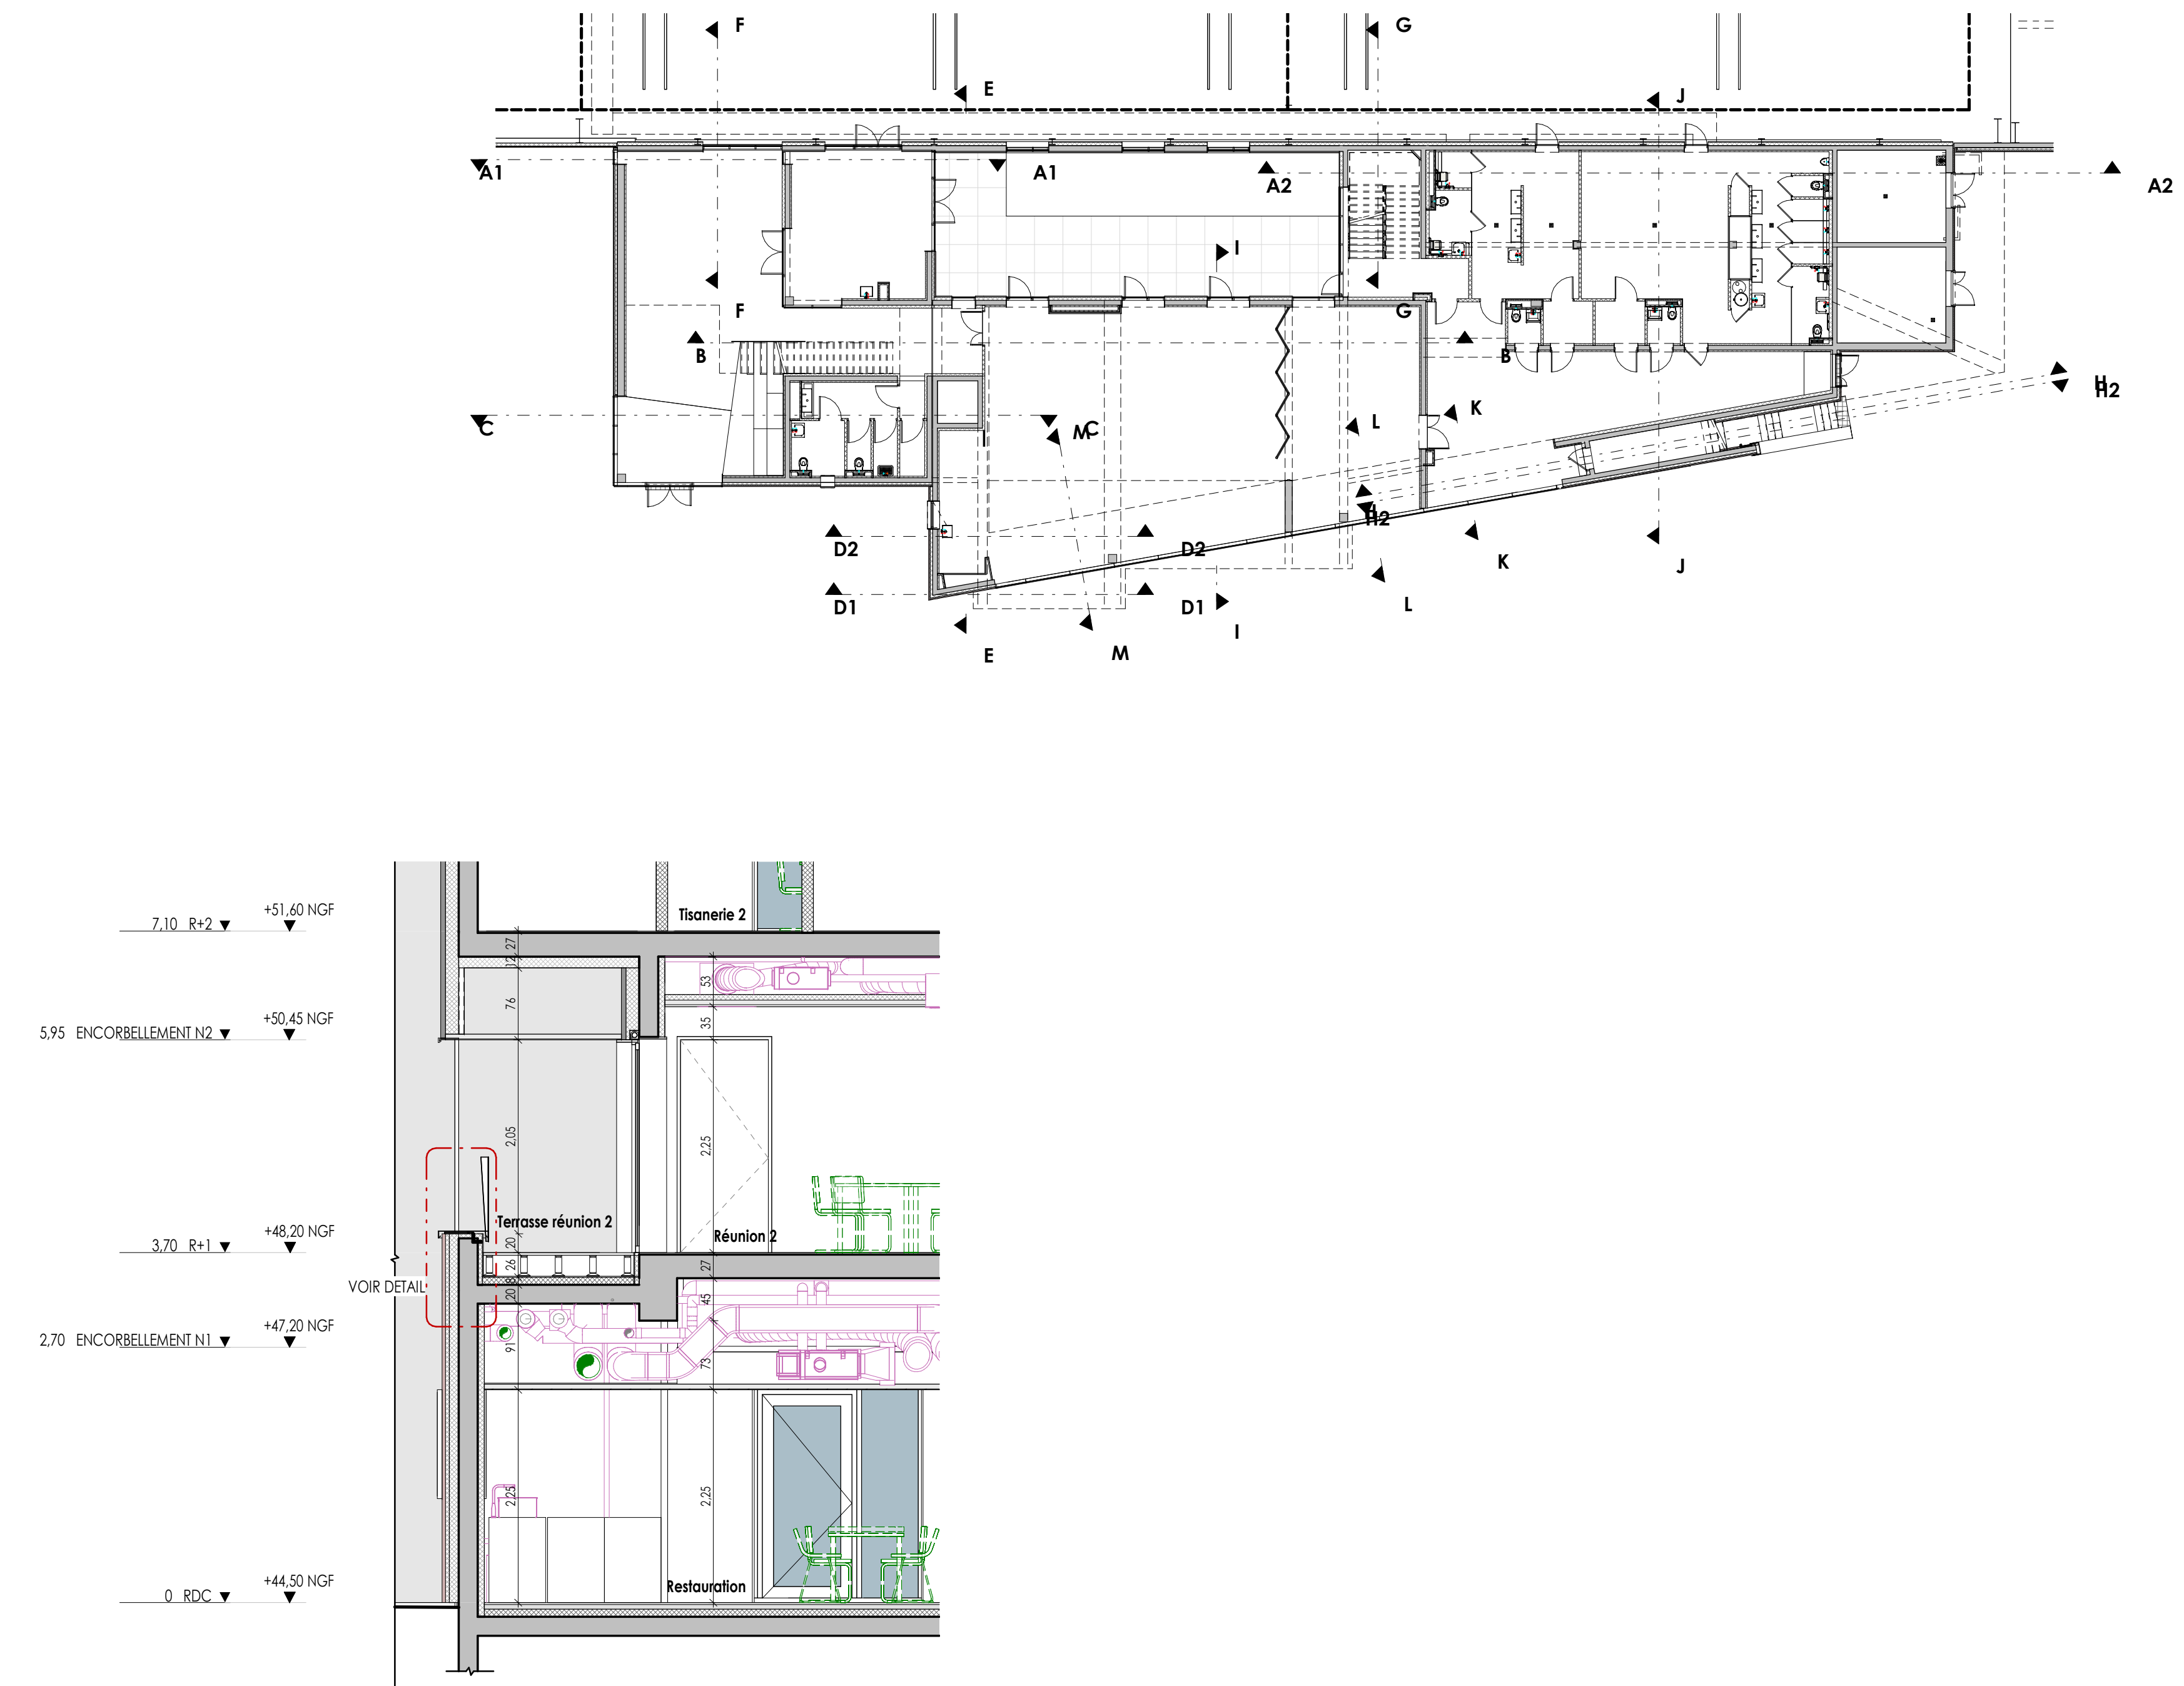 F
G
E
J
A1
A1
A2
A2
I
F
G
B
B
H
H2
K
C
M
C
L
H
H2
D2
D2
K
J
D1
D1
L
I
E
M
Tisanerie 2
+51,60 NGF
7,10 R+2
27
12
53
76
35
+50,45 NGF
5,95 ENCORBELLEMENT N2
2,05
2,25
Terrasse réunion 2
Réunion 2
+48,20 NGF
3,70 R+1
20
26
27
8
20
VOIR DETAIL
45
+47,20 NGF
2,70 ENCORBELLEMENT N1
91
73
2,25
2,25
Restauration
+44,50 NGF
0 RDC